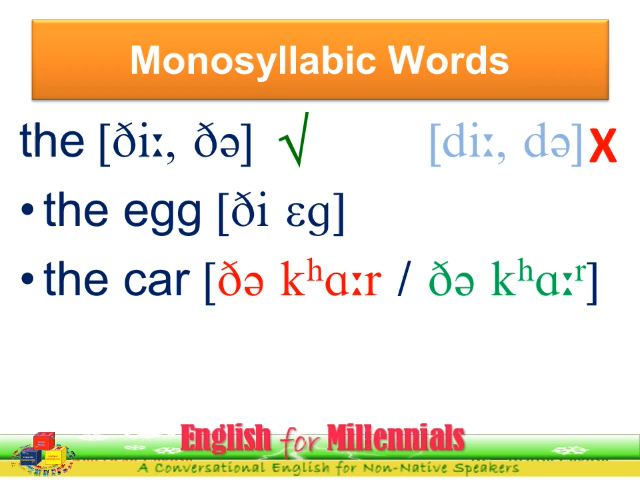 Monosyllabic Words
the [ðiː, ðə] √ [diː, də] X
• the egg [ði ɛɡ]
• the car [ðə kʰɑːr / ðə kʰɑːʳ]
English for Millennials
A Conversational English for Non-Native Speakers